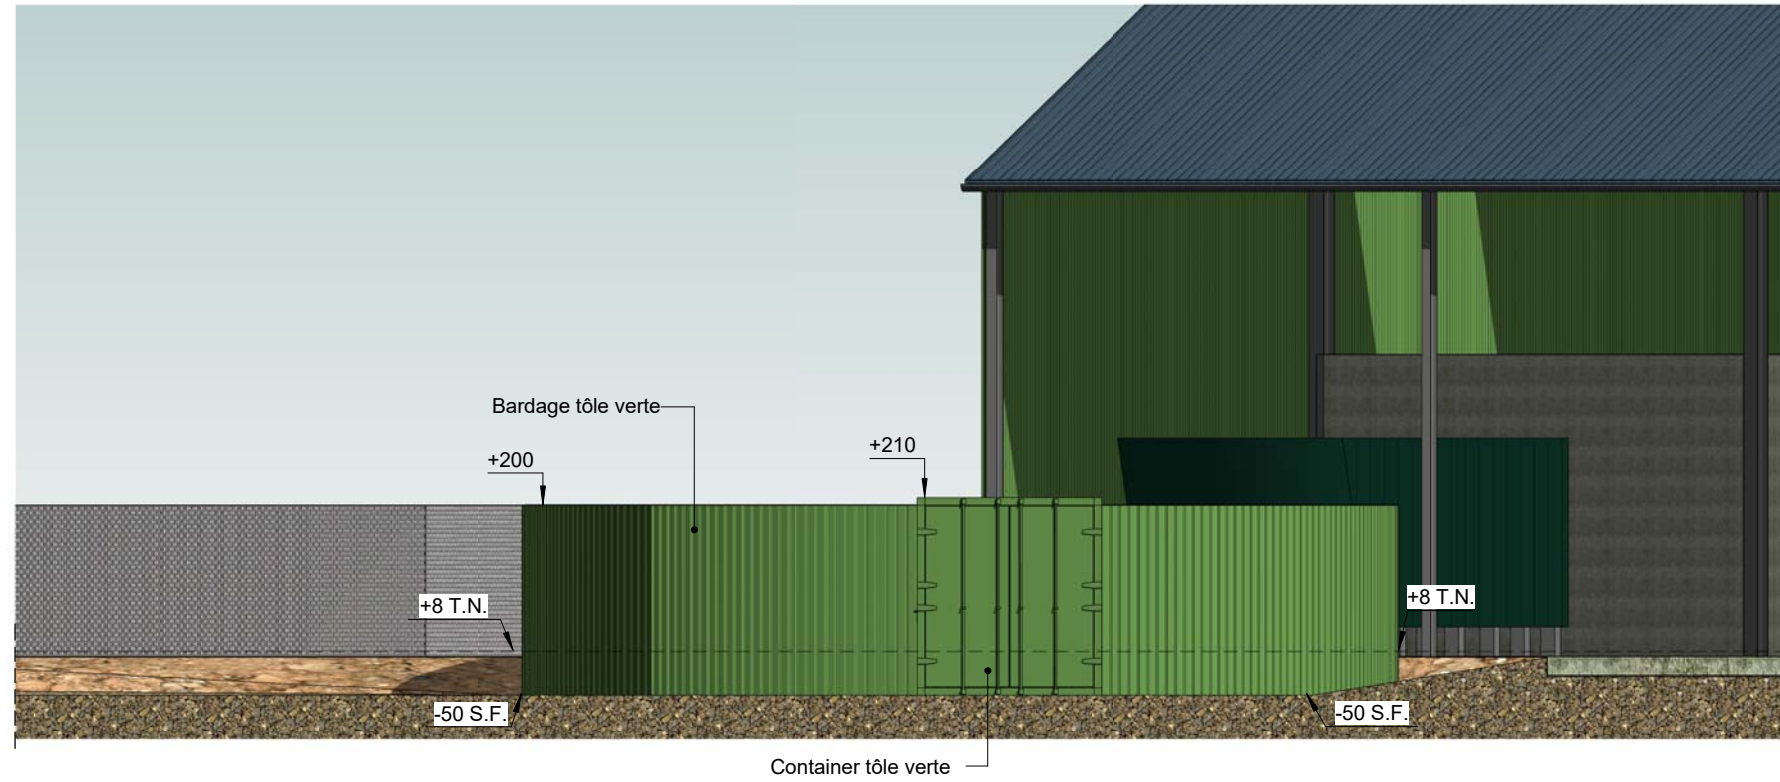 Bardage tôle verte
+210
+200
+8 T.N.
+8 T.N.
-50 S.F.
-50 S.F.
Container tôle verte